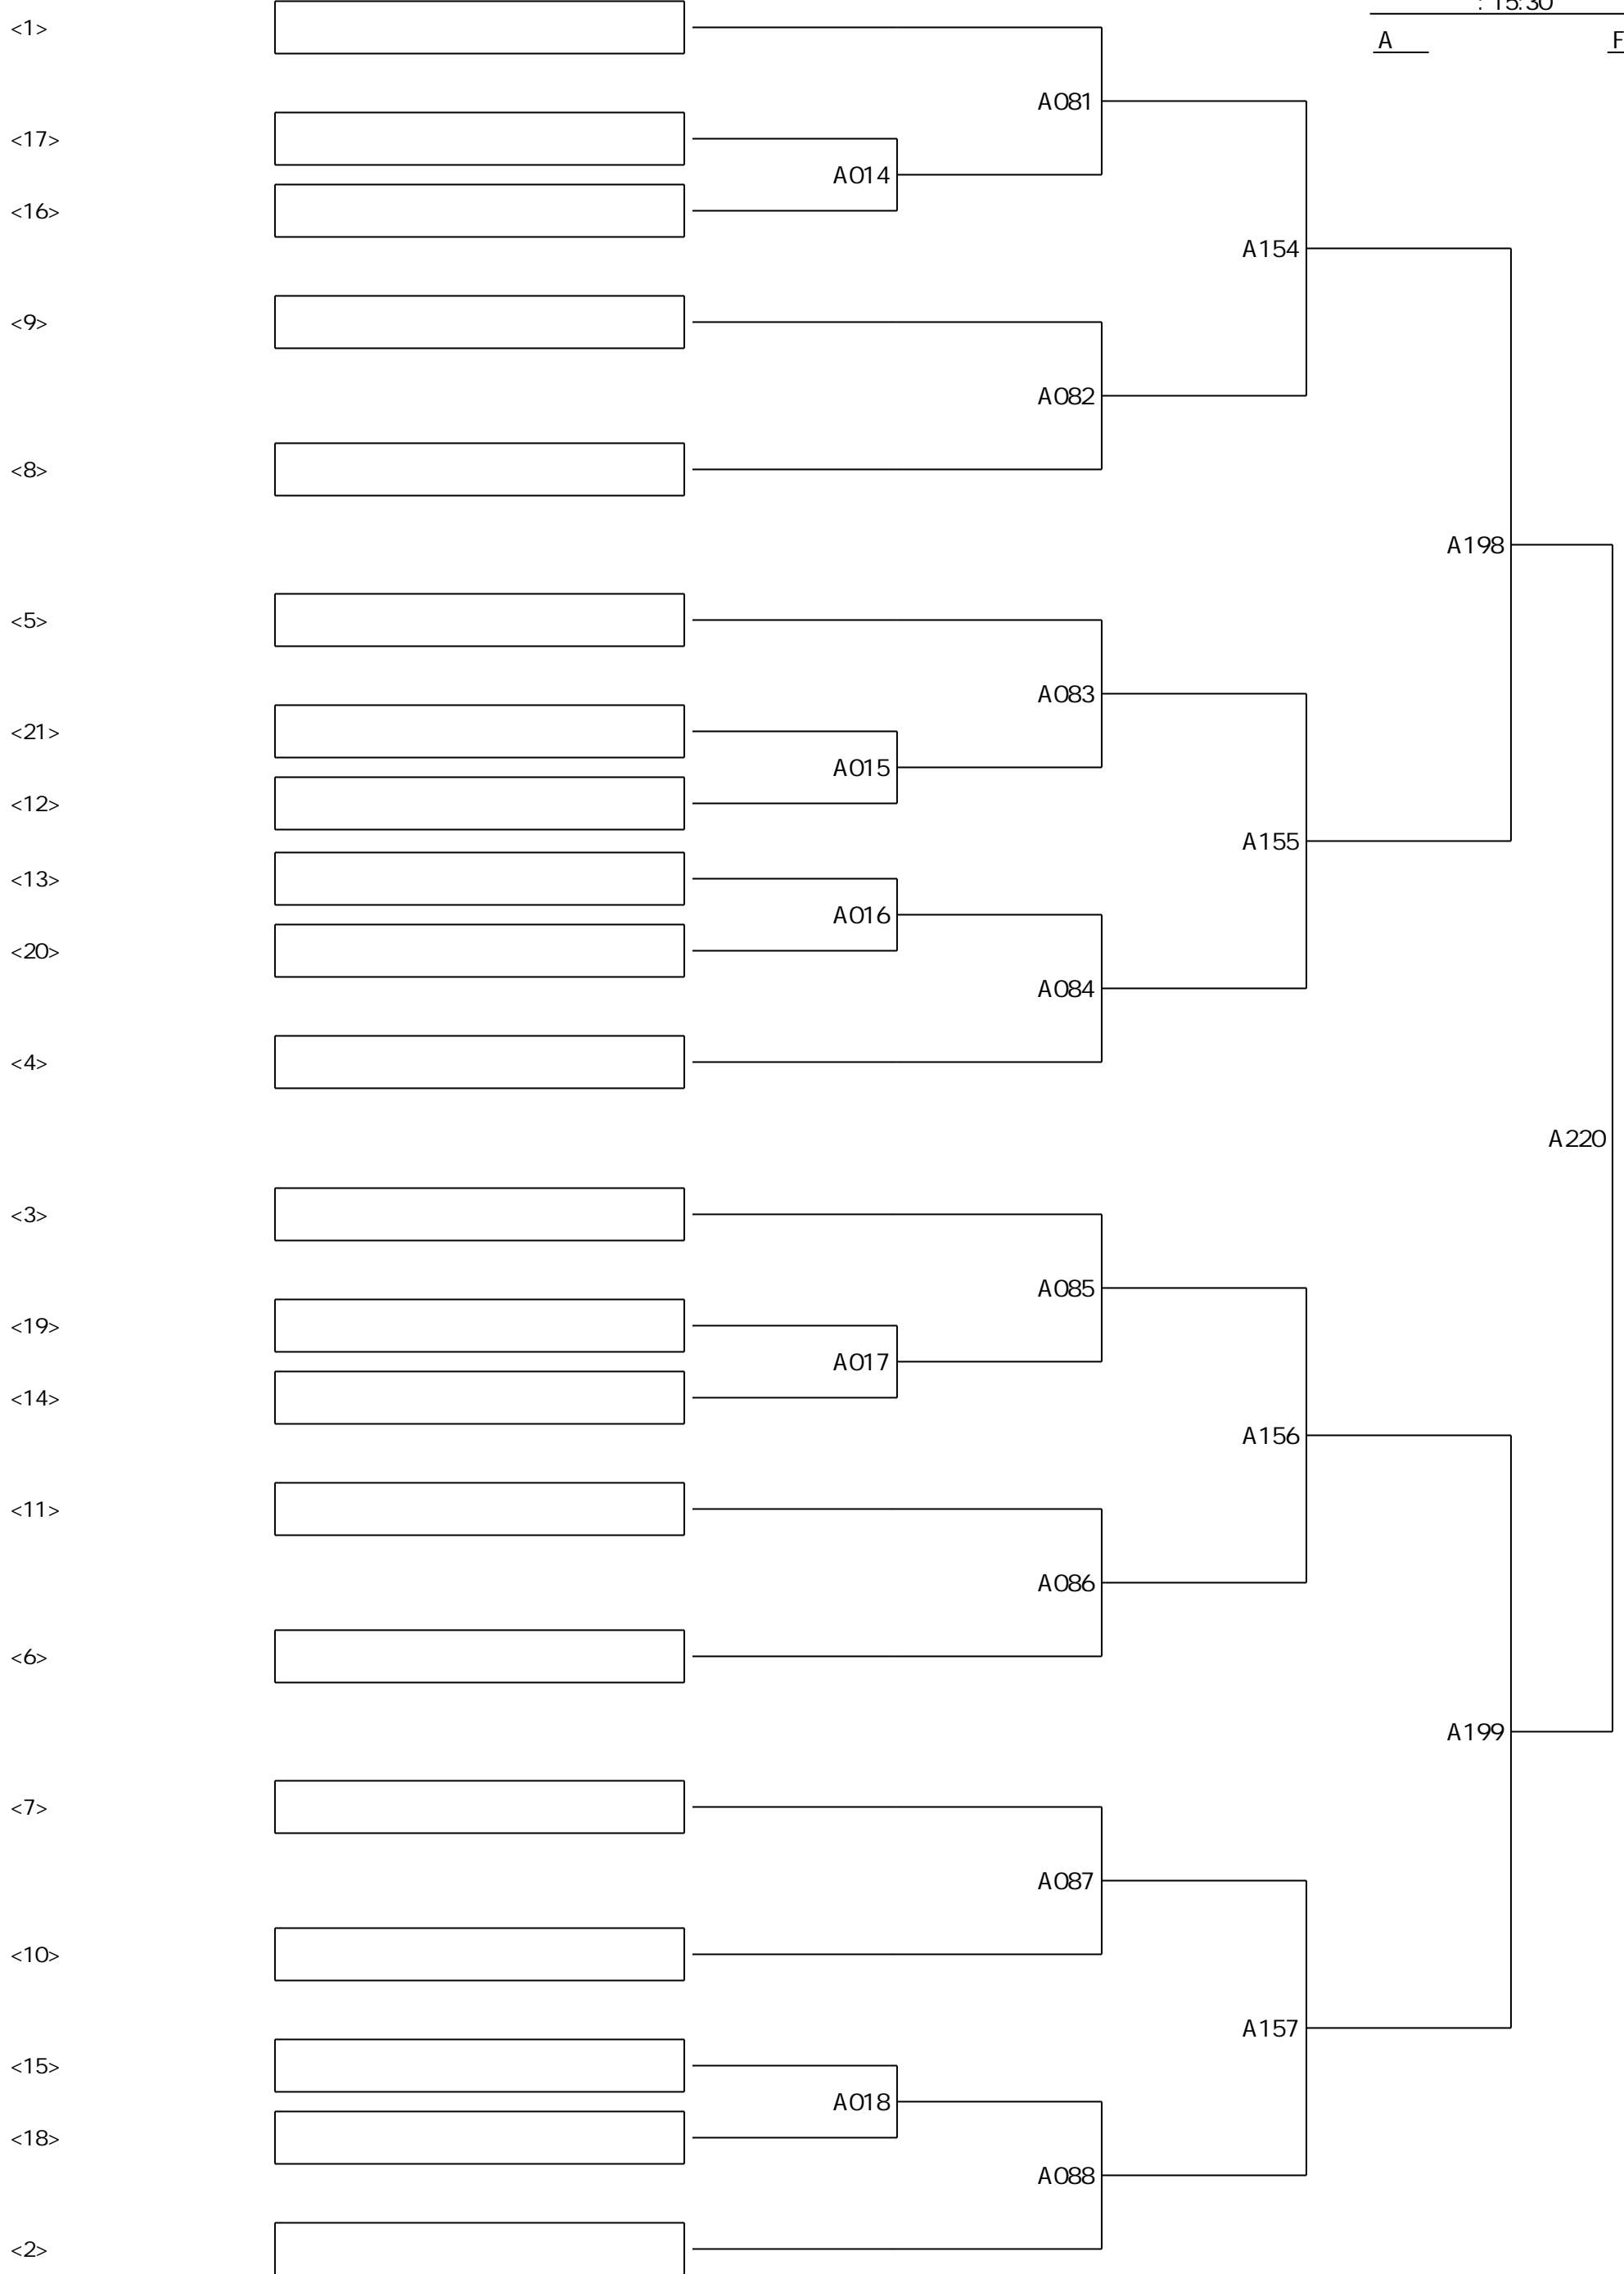 : 15:30
<1>
A F
A081
<17>
A014
<16>
A154
<9>
A082
<8>
A198
<5>
A083
<21>
A015
<12>
A155
<13>
A016
<20>
A084
<4>
A220
<3>
A085
<19>
A017
<14>
A156
<11>
A086
<6>
A199
<7>
A087
<10>
A157
<15>
A018
<18>
A088
<2>